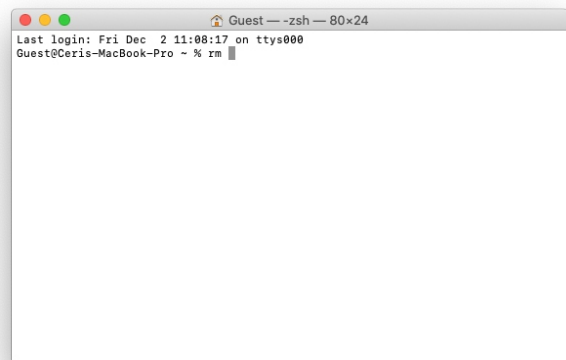 Guest — -zsh — 80×24
Last login: Fri Dec  2 11:08:17 on ttys000
Guest@Ceris-MacBook-Pro ~ % rm